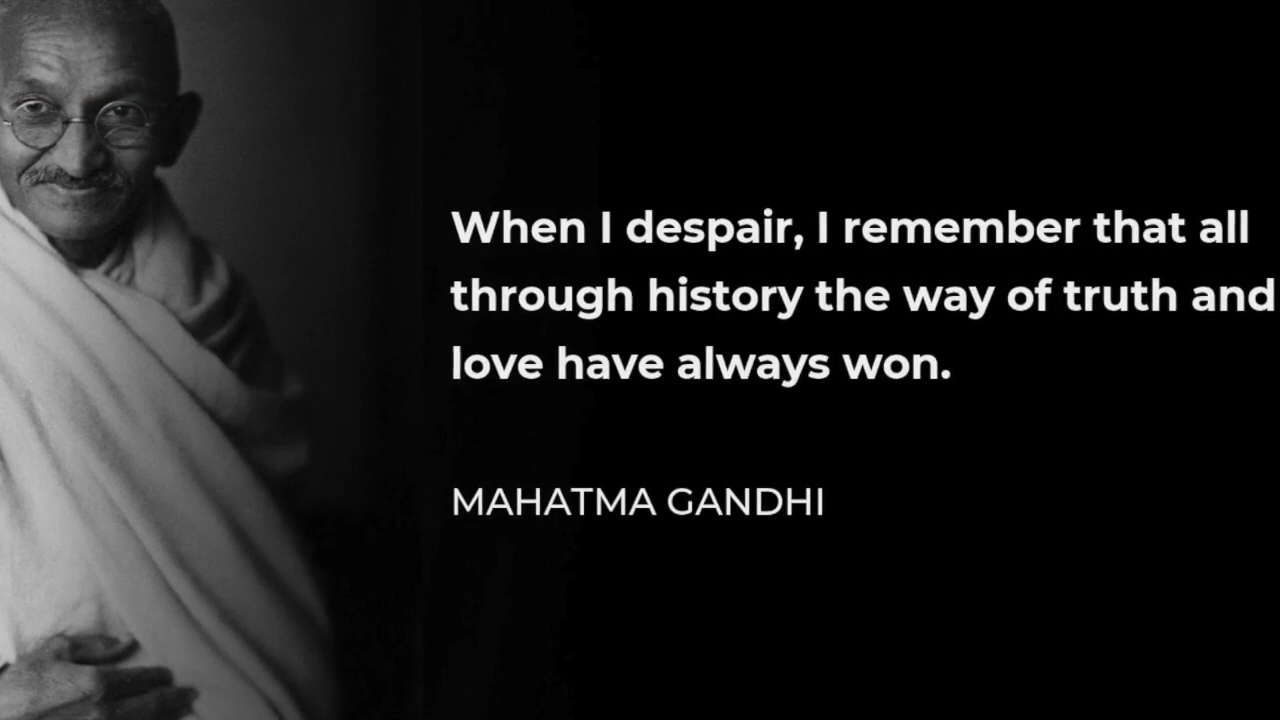 When I despair, I remember that all
through history the way of truth and
love have always won.
MAHATMA GANDHI